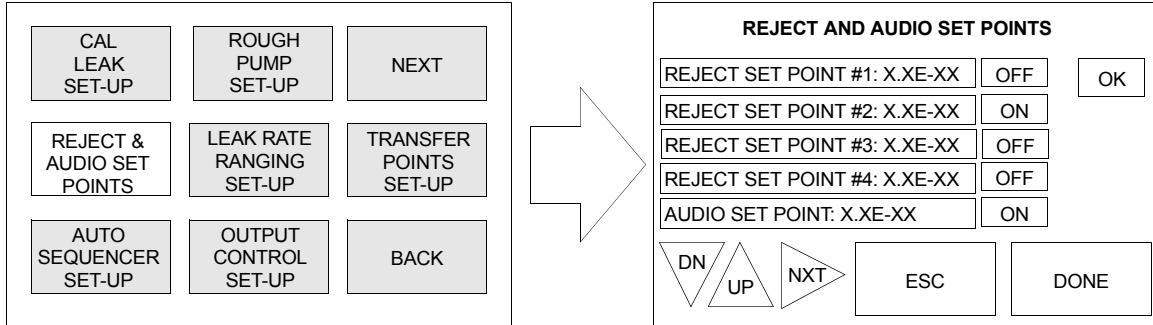 CAL
LEAK
SET-UP
ROUGH
PUMP
SET-UP
NEXT
REJECT &
AUDIO SET
POINTS
LEAK RATE
RANGING
SET-UP
TRANSFER
POINTS
SET-UP
AUTO
SEQUENCER
SET-UP
OUTPUT
CONTROL
SET-UP
BACK
REJECT AND AUDIO SET POINTS
REJECT SET POINT #1: X.XE-XX OFF OK
REJECT SET POINT #2: X.XE-XX ON
REJECT SET POINT #3: X.XE-XX OFF
REJECT SET POINT #4: X.XE-XX OFF
AUDIO SET POINT: X.XE-XX ON
DN UP NXT ESC DONE